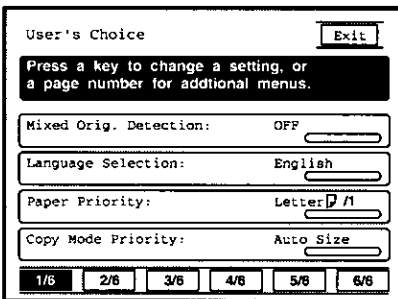 User's Choice Exit
Press a key to change a setting, or
a page number for addtional menus.
Mixed Orig. Detection: OFF
Language Selection: English
Paper Priority: Letter /1
Copy Mode Priority: Auto Size
1/6 2/6 3/6 4/6 5/6 6/6